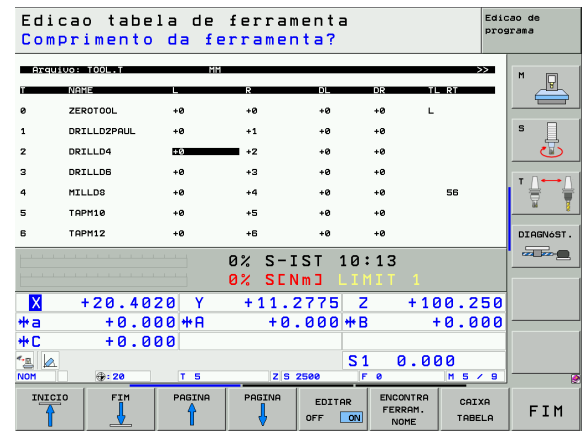 Edicao tabela de ferramenta
Comprimento da ferramenta?
Edicao de
programa
Arquivo: TOOL.T MM >>
T NAME L R DL DR TL RT
0 ZEROTOOL +0 +0 +0 +0 L
1 DRILLD2PAUL +0 +1 +0 +0
2 DRILLD4 +0 +2 +0 +0
3 DRILLD6 +0 +3 +0 +0
4 MILLD8 +0 +4 +0 +0 56
5 TAPM10 +0 +5 +0 +0
6 TAPM12 +0 +6 +0 +0
0% S-IST 10:13
0% S[Nm] LIMIT 1
X +20.4020 Y +11.2775 Z +100.250
a +0.000 A +0.000 B +0.000
C +0.000
S1 0.000
NOM :20 T 5 Z S 2500 F 0 M 5 / 9
M
S
T
DIAGNóST.
INICIO
FIM
PAGINA
PAGINA
EDITAR
OFF ON
ENCONTRA
FERRAM.
NOME
CAIXA
TABELA
FIM